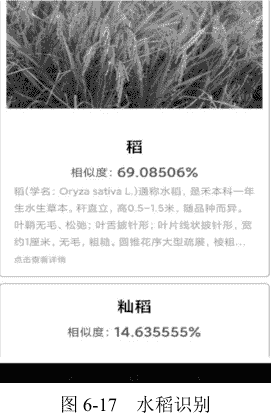 稻
相似度: 69.08506%
稻(学名: Oryza sativa L.)通称水稻，是禾本科一年
生水生草本。秆直立，高0.5-1.5米，随品种而异。
叶鞘无毛、松弛；叶舌披针形；叶片线状披针形，宽
约1厘米，无毛，粗糙。圆锥花序大型疏展，棱粗...
点击查看详情
籼稻
相似度: 14.635555%
图 6-17 水稻识别